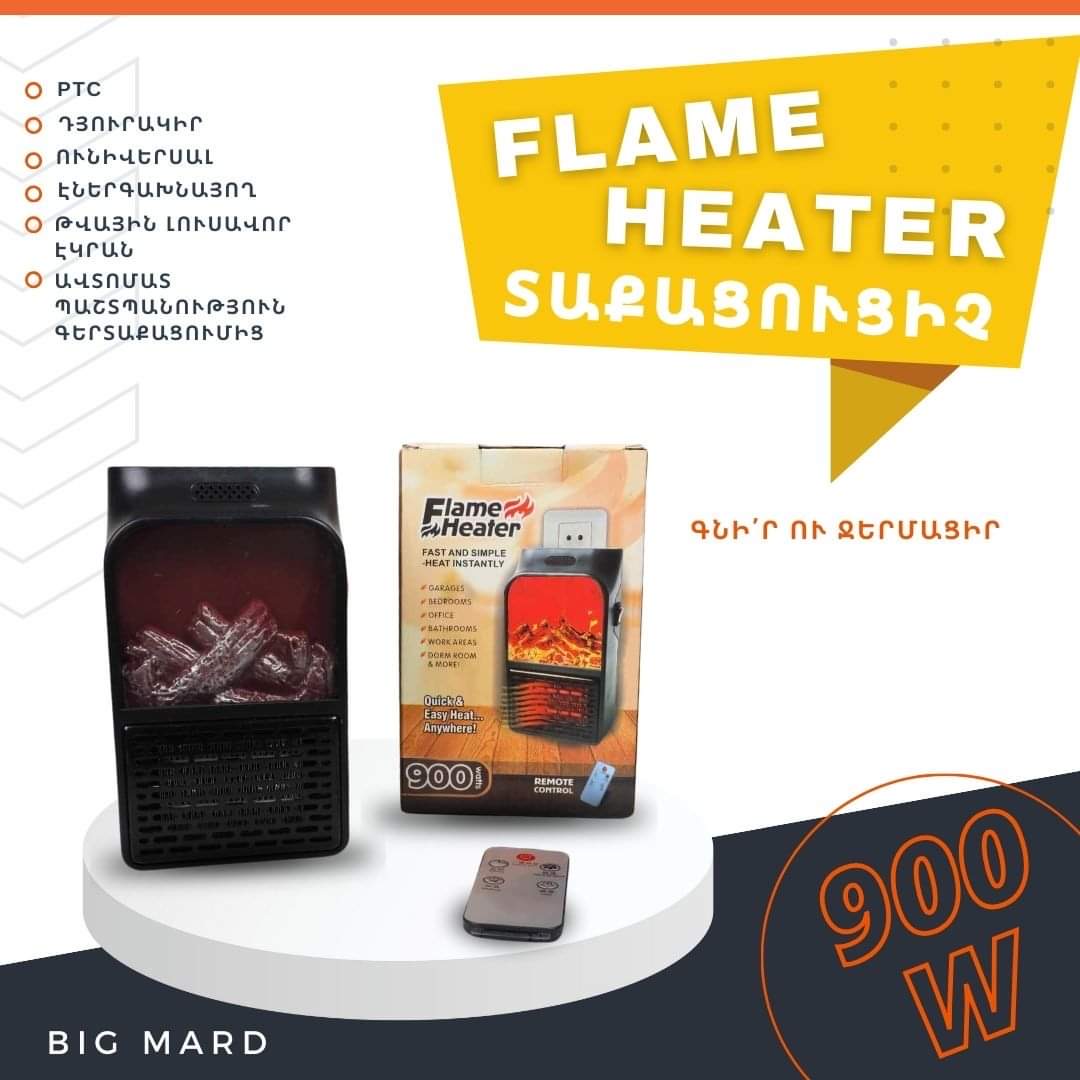 PTC
ԴՅՈՒՐԱԿԻՐ
ՈՒՆԻՎԵՐՍԱԼ
ԷՆԵՐԳԱԽՆԱՅՈՂ
ԹՎԱՅԻՆ ԼՈՒՍԱՎՈՐ
ԷԿՐԱՆ
ԱՎՏՈՄԱՏ
ՊԱՇՏՊԱՆՈՒԹՅՈՒՆ
ԳԵՐՏԱՔԱՑՈՒՄԻՑ
FLAME
HEATER
ՏԱՔԱՑՈՒՑԻՉ
Flame
Heater
FAST AND SIMPLE
-HEAT INSTANTLY
GARAGES
BEDROOMS
OFFICE
BATHROOMS
WORK AREAS
DORM ROOM
& MORE!
Quick &
Easy Heat...
Anywhere!
900 watts
REMOTE
CONTROL
ԳՆԻ՛Ր ՈՒ ՋԵՐՄԱՑԻՐ
900
W
BIG MARD